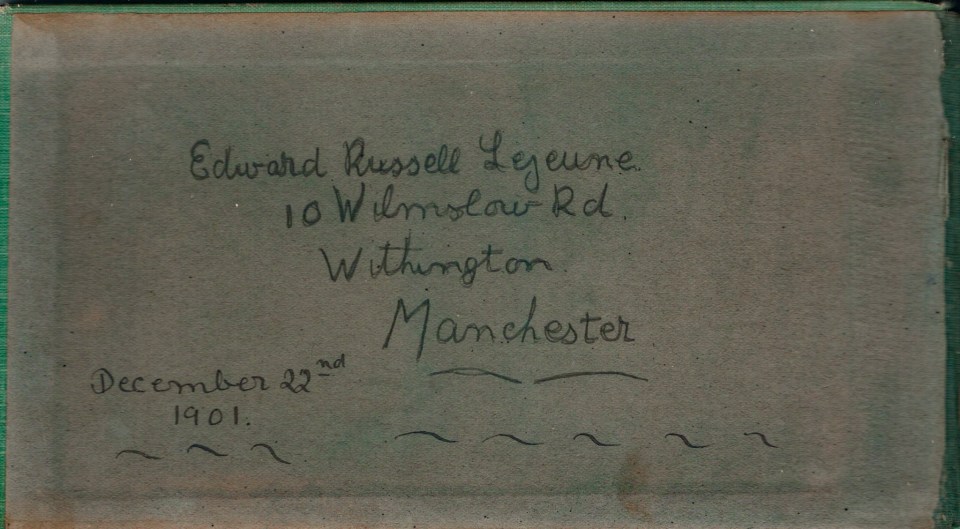 Edward Russell Lejeune.
10 Wilmslow Rd.
Withington.
Manchester
December 22nd
1901.